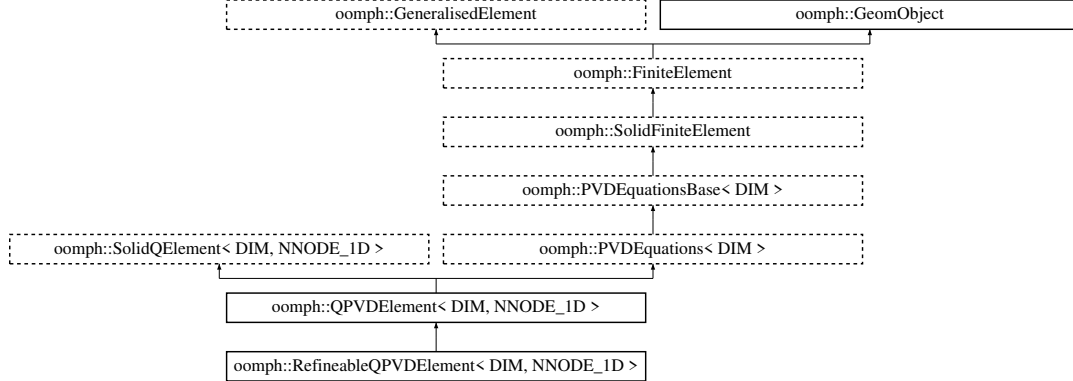 oomph::GeneralisedElement
oomph::GeomObject
oomph::FiniteElement
oomph::SolidFiniteElement
oomph::PVDEquationsBase< DIM >
oomph::SolidQElement< DIM, NNODE_1D >
oomph::PVDEquations< DIM >
oomph::QPVDElement< DIM, NNODE_1D >
oomph::RefineableQPVDElement< DIM, NNODE_1D >